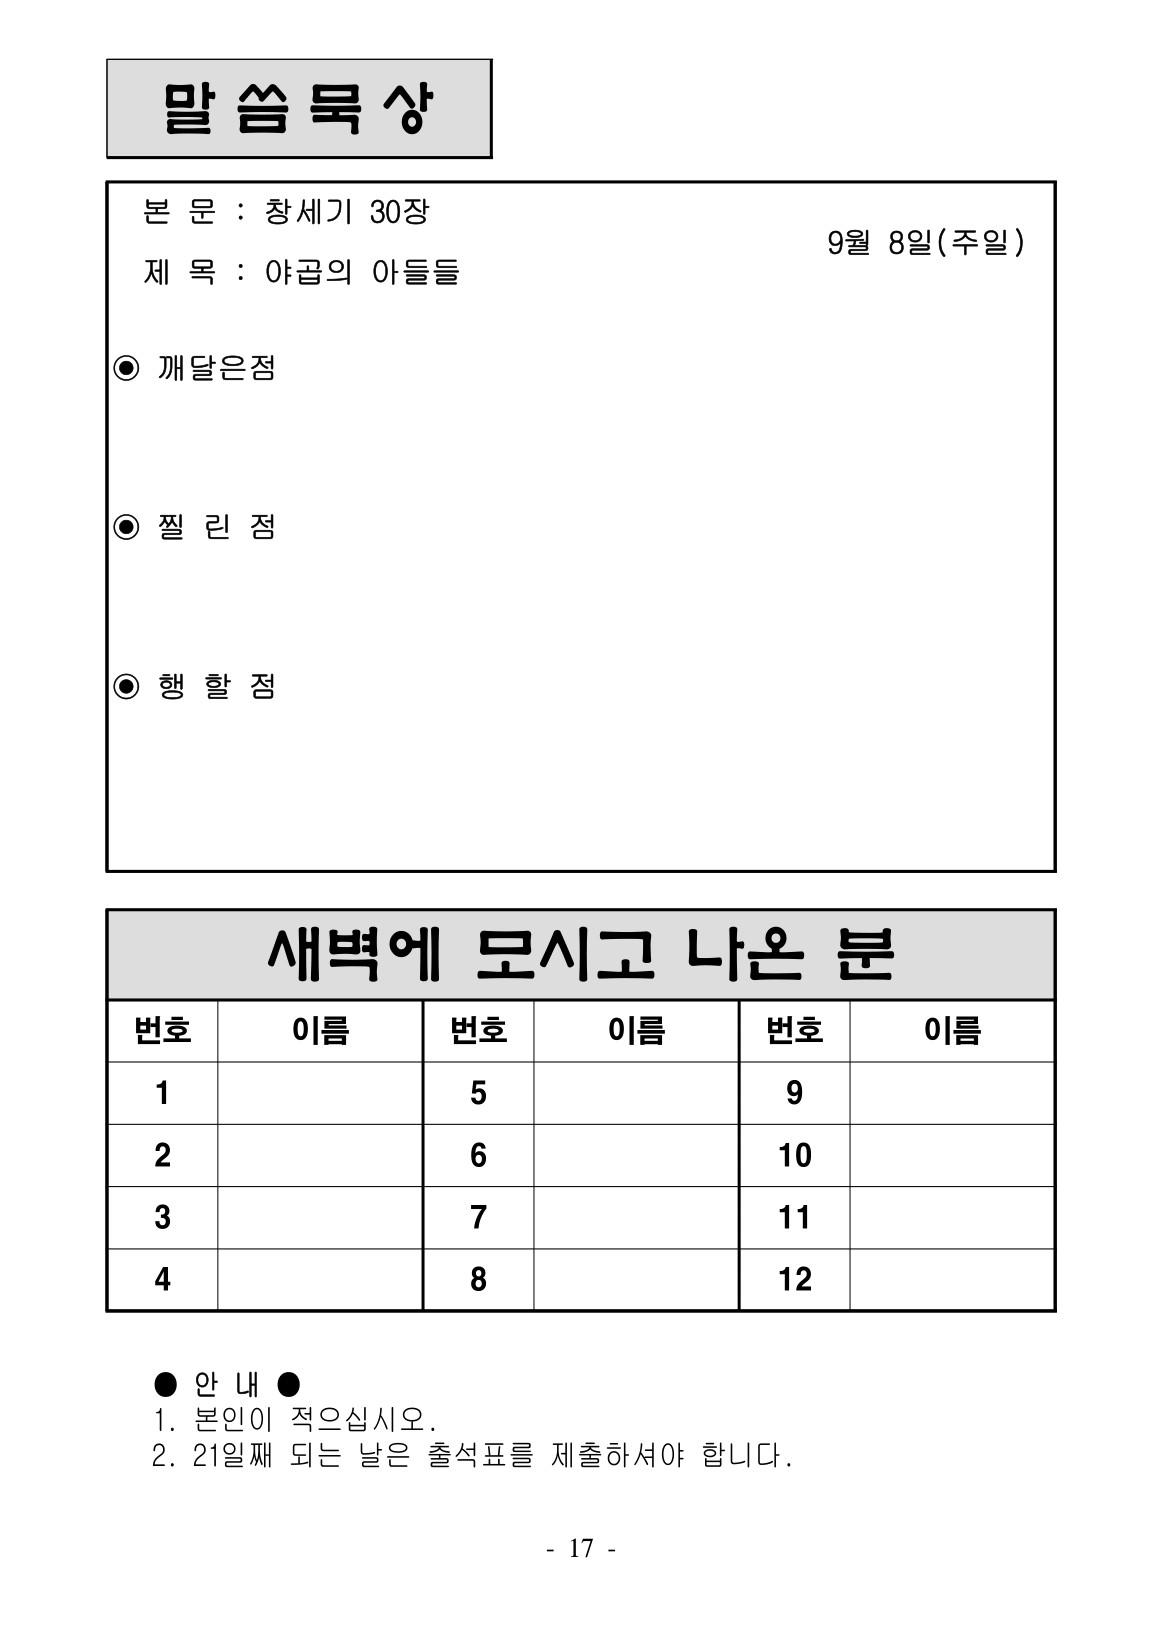 말 씀 묵 상
본 문 : 창세기 30장
9월 8일(주일)
제 목 : 야곱의 아들들
◉ 깨달은점
◉ 찔 린 점
◉ 행 할 점
새벽에 모시고 나온 분
번호 이름 번호 이름 번호 이름
1 5 9
2 6 10
3 7 11
4 8 12
● 안 내 ●
1. 본인이 적으십시오.
2. 21일째 되는 날은 출석표를 제출하셔야 합니다.
- 17 -